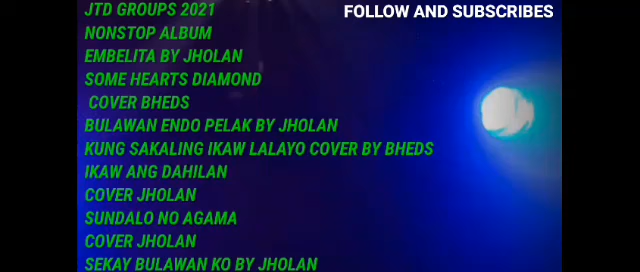 JTD GROUPS 2021
FOLLOW AND SUBSCRIBES
NONSTOP ALBUM
EMBELITA BY JHOLAN
SOME HEARTS DIAMOND
COVER BHEDS
BULAWAN ENDO PELAK BY JHOLAN
KUNG SAKALING IKAW LALAYO COVER BY BHEDS
IKAW ANG DAHILAN
COVER JHOLAN
SUNDALO NO AGAMA
COVER JHOLAN
SEKAY BULAWAN KO BY JHOLAN